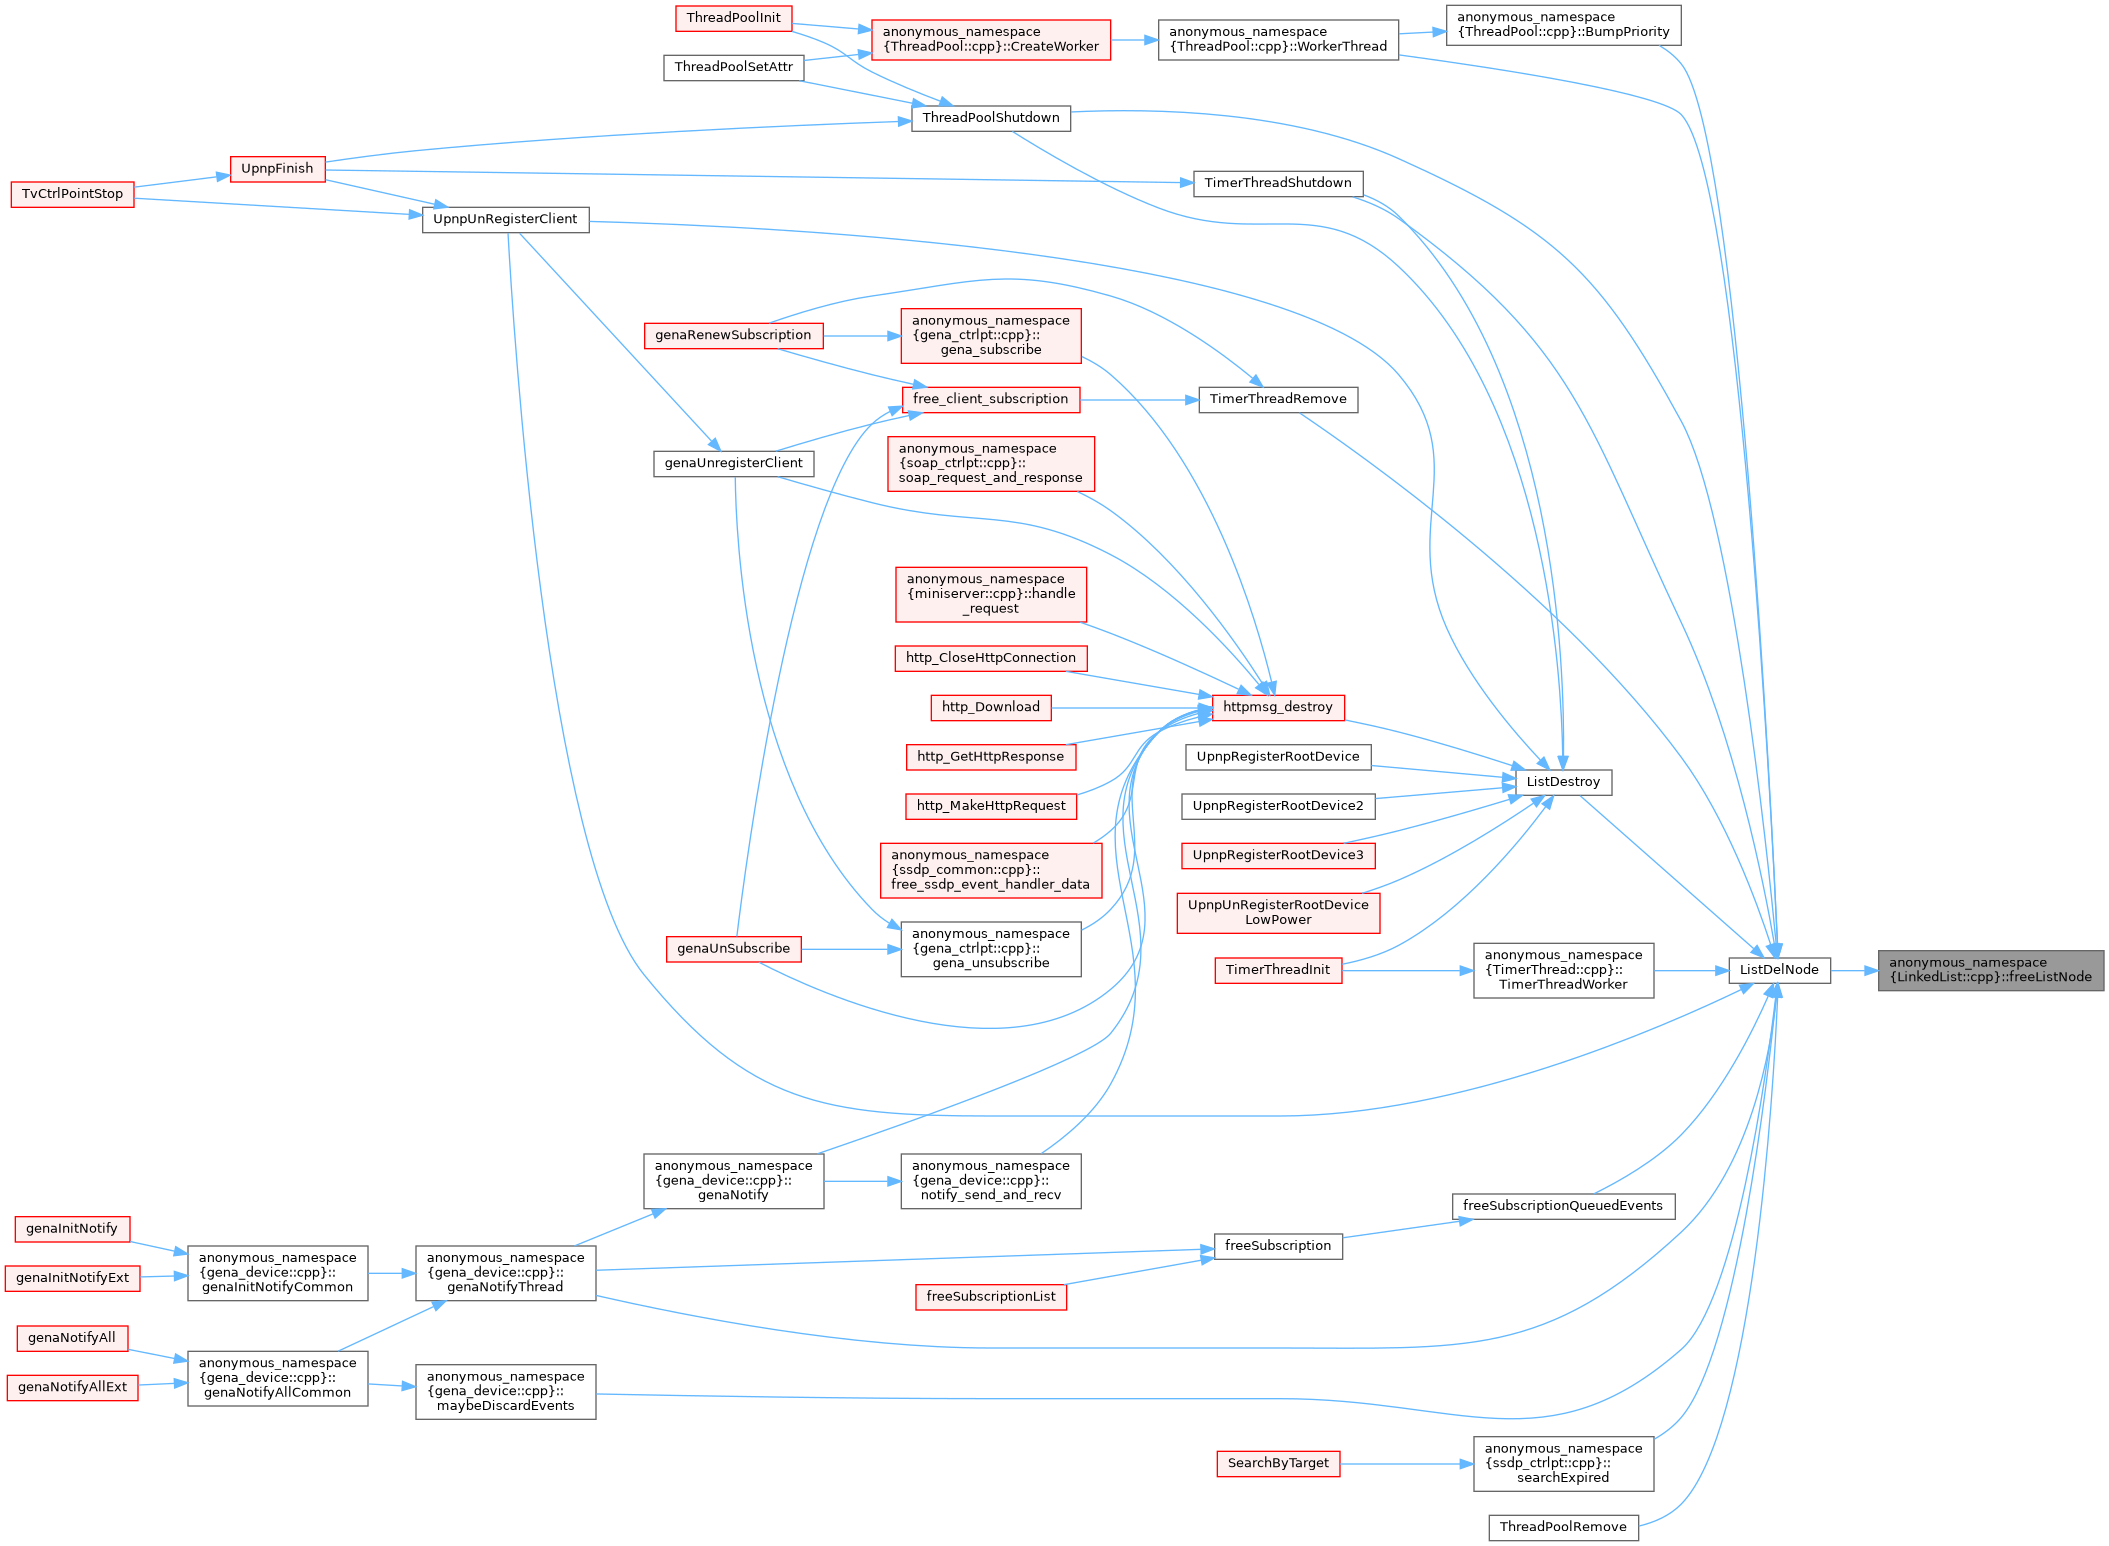 ThreadPoolInit
anonymous_namespace
{ThreadPool::cpp}::CreateWorker
anonymous_namespace
{ThreadPool::cpp}::WorkerThread
anonymous_namespace
{ThreadPool::cpp}::BumpPriority
ThreadPoolSetAttr
ThreadPoolShutdown
UpnpFinish
TvCtrlPointStop
TimerThreadShutdown
UpnpUnRegisterClient
genaRenewSubscription
anonymous_namespace
{gena_ctrlpt::cpp}::
gena_subscribe
free_client_subscription
TimerThreadRemove
genaUnregisterClient
anonymous_namespace
{soap_ctrlpt::cpp}::
soap_request_and_response
anonymous_namespace
{miniserver::cpp}::handle
_request
http_CloseHttpConnection
http_Download
httpmsg_destroy
http_GetHttpResponse
UpnpRegisterRootDevice
ListDestroy
http_MakeHttpRequest
UpnpRegisterRootDevice2
anonymous_namespace
{ssdp_common::cpp}::
free_ssdp_event_handler_data
UpnpRegisterRootDevice3
UpnpUnRegisterRootDevice
LowPower
genaUnSubscribe
anonymous_namespace
{gena_ctrlpt::cpp}::
gena_unsubscribe
TimerThreadInit
anonymous_namespace
{TimerThread::cpp}::
TimerThreadWorker
ListDelNode
anonymous_namespace
{LinkedList::cpp}::freeListNode
anonymous_namespace
{gena_device::cpp}::
genaNotify
anonymous_namespace
{gena_device::cpp}::
notify_send_and_recv
freeSubscriptionQueuedEvents
genaInitNotify
genaInitNotifyExt
anonymous_namespace
{gena_device::cpp}::
genaInitNotifyCommon
anonymous_namespace
{gena_device::cpp}::
genaNotifyThread
freeSubscription
freeSubscriptionList
genaNotifyAll
genaNotifyAllExt
anonymous_namespace
{gena_device::cpp}::
genaNotifyAllCommon
anonymous_namespace
{gena_device::cpp}::
maybeDiscardEvents
SearchByTarget
anonymous_namespace
{ssdp_ctrlpt::cpp}::
searchExpired
ThreadPoolRemove